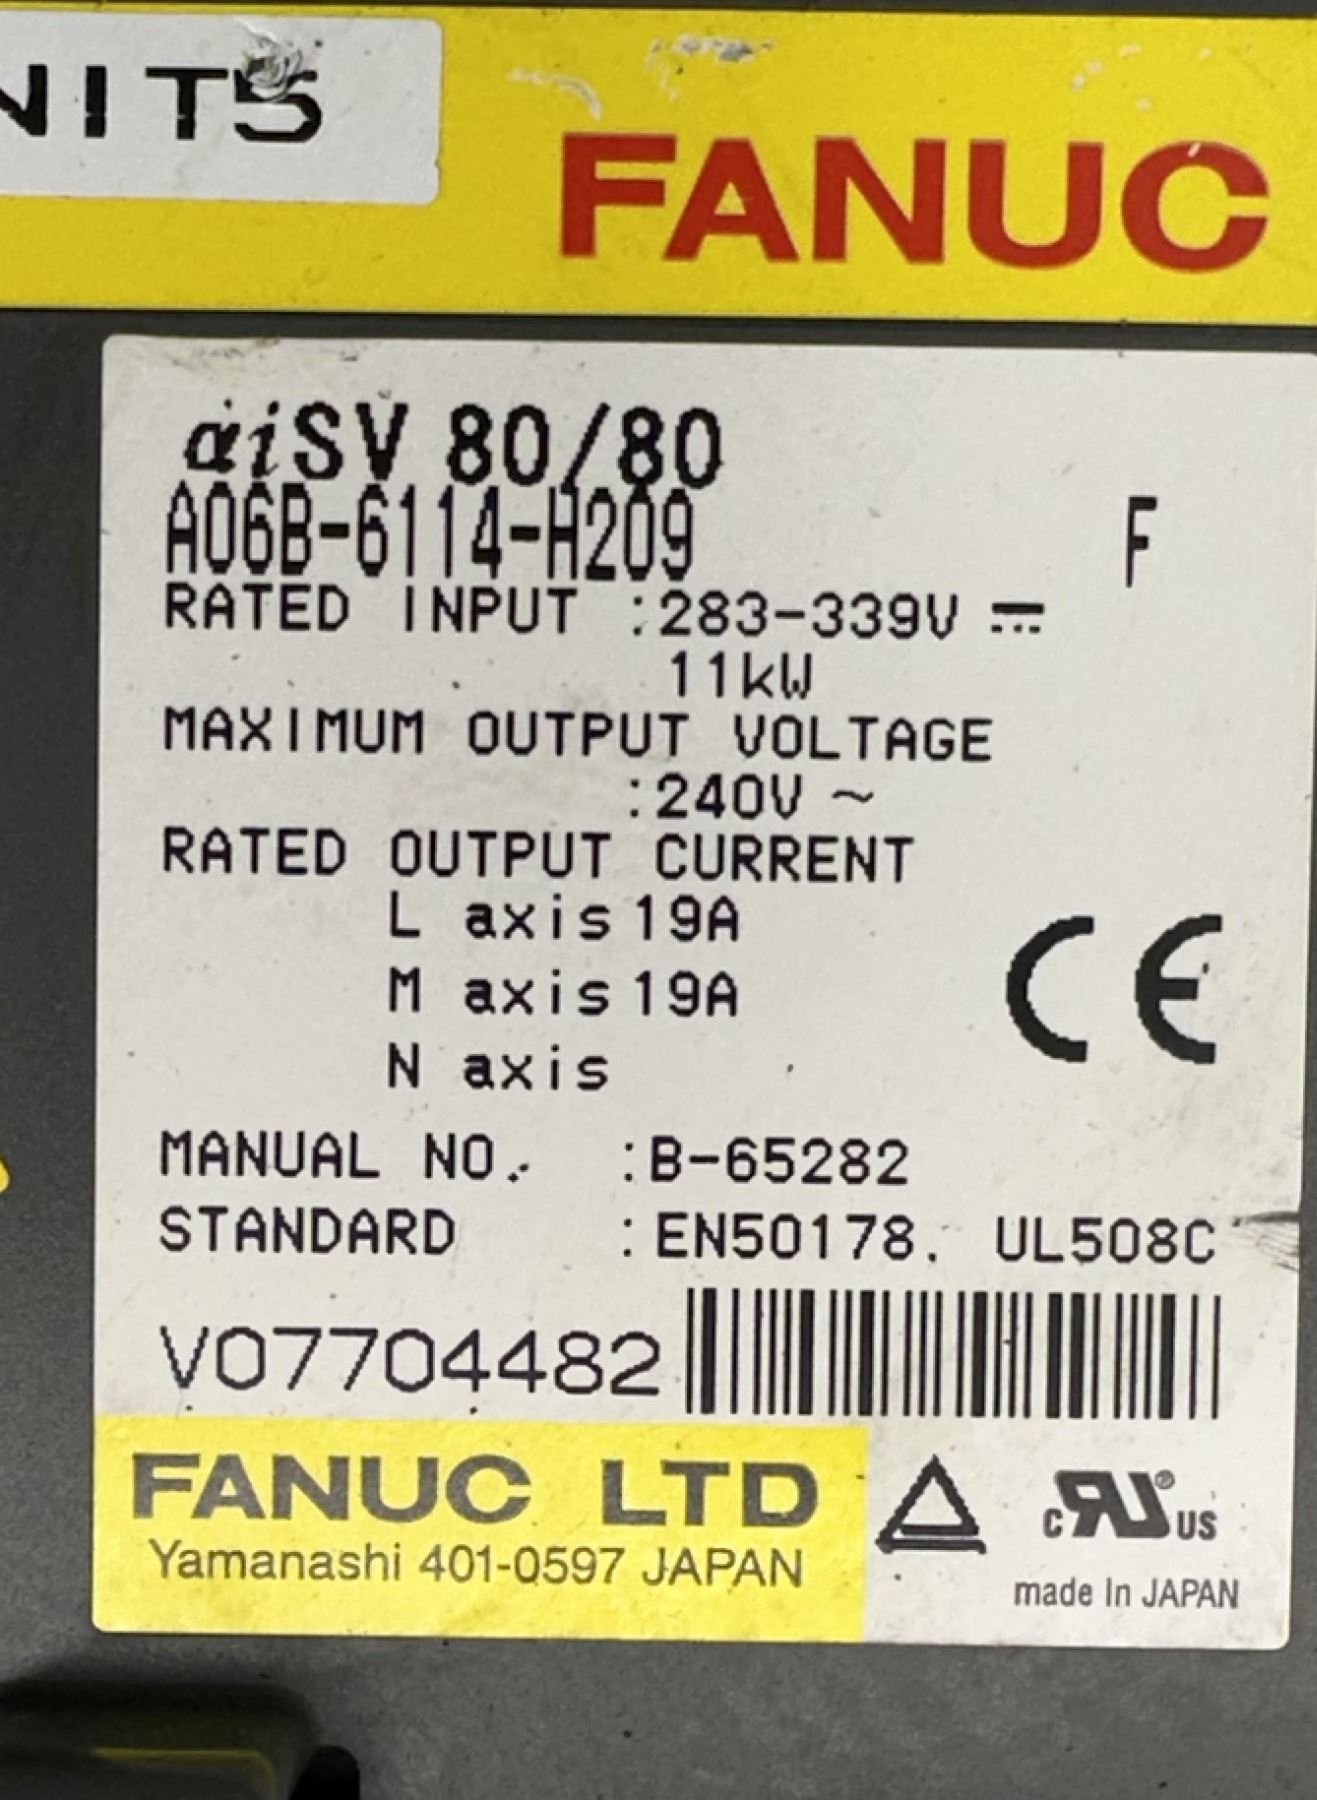 NIT5
FANUC
αiSV 80/80
A06B-6114-H209 F
RATED INPUT :283-339V ⎓
11kW
MAXIMUM OUTPUT VOLTAGE
:240V ~
RATED OUTPUT CURRENT
L axis 19A
M axis 19A
N axis
CE
MANUAL NO. :B-65282
STANDARD :EN50178. UL508C
V07704482
FANUC LTD
Yamanashi 401-0597 JAPAN
c RU® US
made In JAPAN